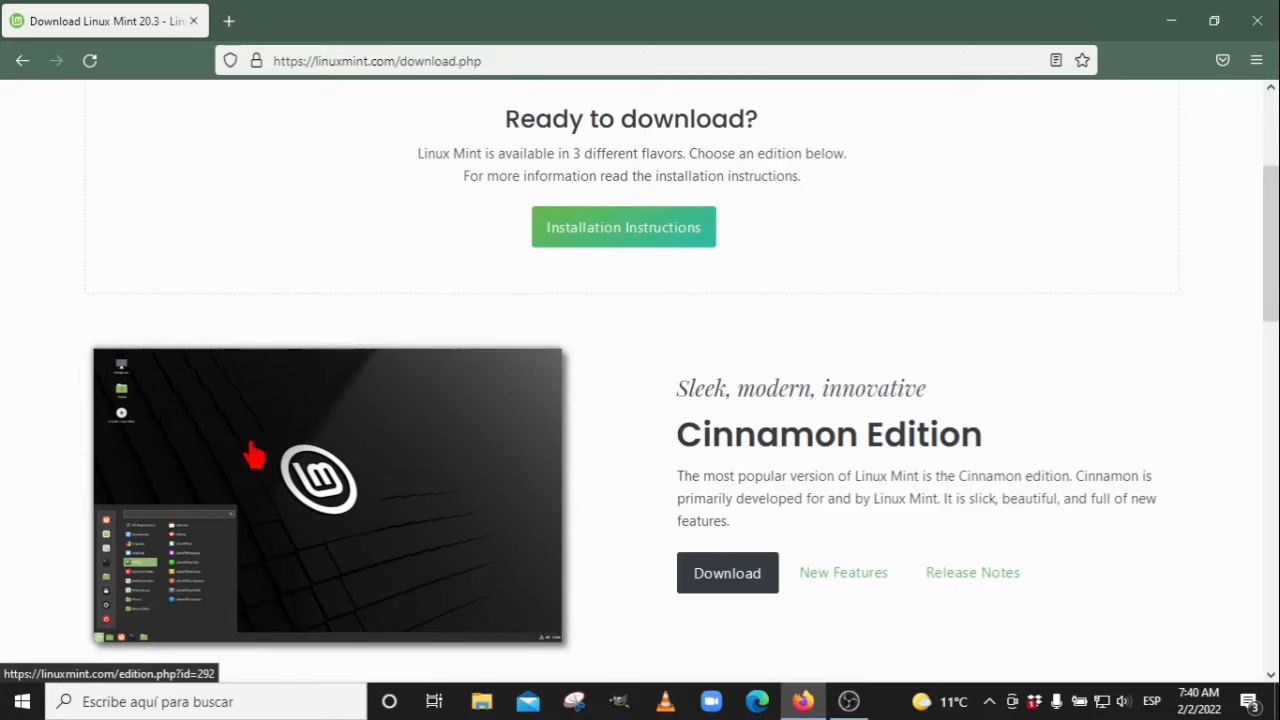 Download Linux Mint 20.3 - Lin
https://linuxmint.com/download.php
Ready to download?
Linux Mint is available in 3 different flavors. Choose an edition below.
For more information read the installation instructions.
Installation Instructions
Sleek, modern, innovative
Cinnamon Edition
The most popular version of Linux Mint is the Cinnamon edition. Cinnamon is
primarily developed for and by Linux Mint. It is slick, beautiful, and full of new
features.
Download
New Features
Release Notes
https://linuxmint.com/edition.php?id=292
Escribe aquí para buscar
11°C
ESP
7:40 AM
2/2/2022
3